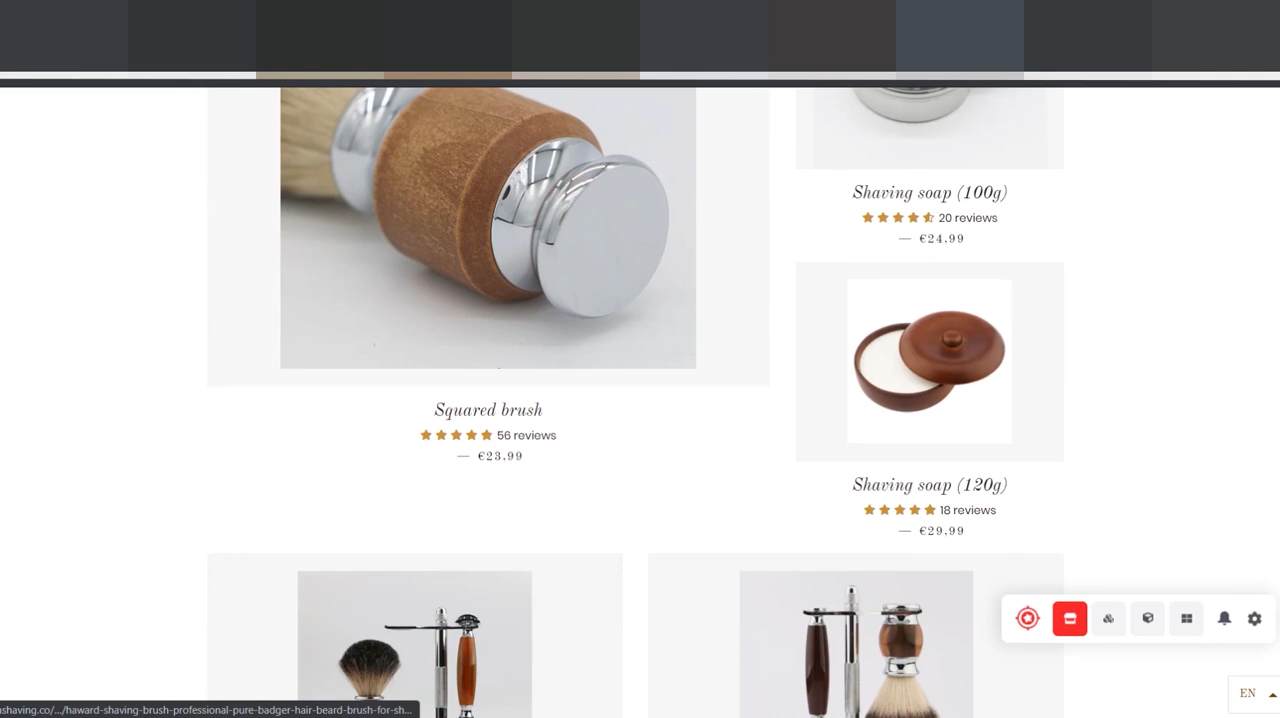 Shaving soap (100g)
20 reviews
— €24,99
Squared brush
56 reviews
— €23,99
Shaving soap (120g)
18 reviews
— €29,99
EN
ashaving.co/.../haward-shaving-brush-professional-pure-badger-hair-beard-brush-for-sh...